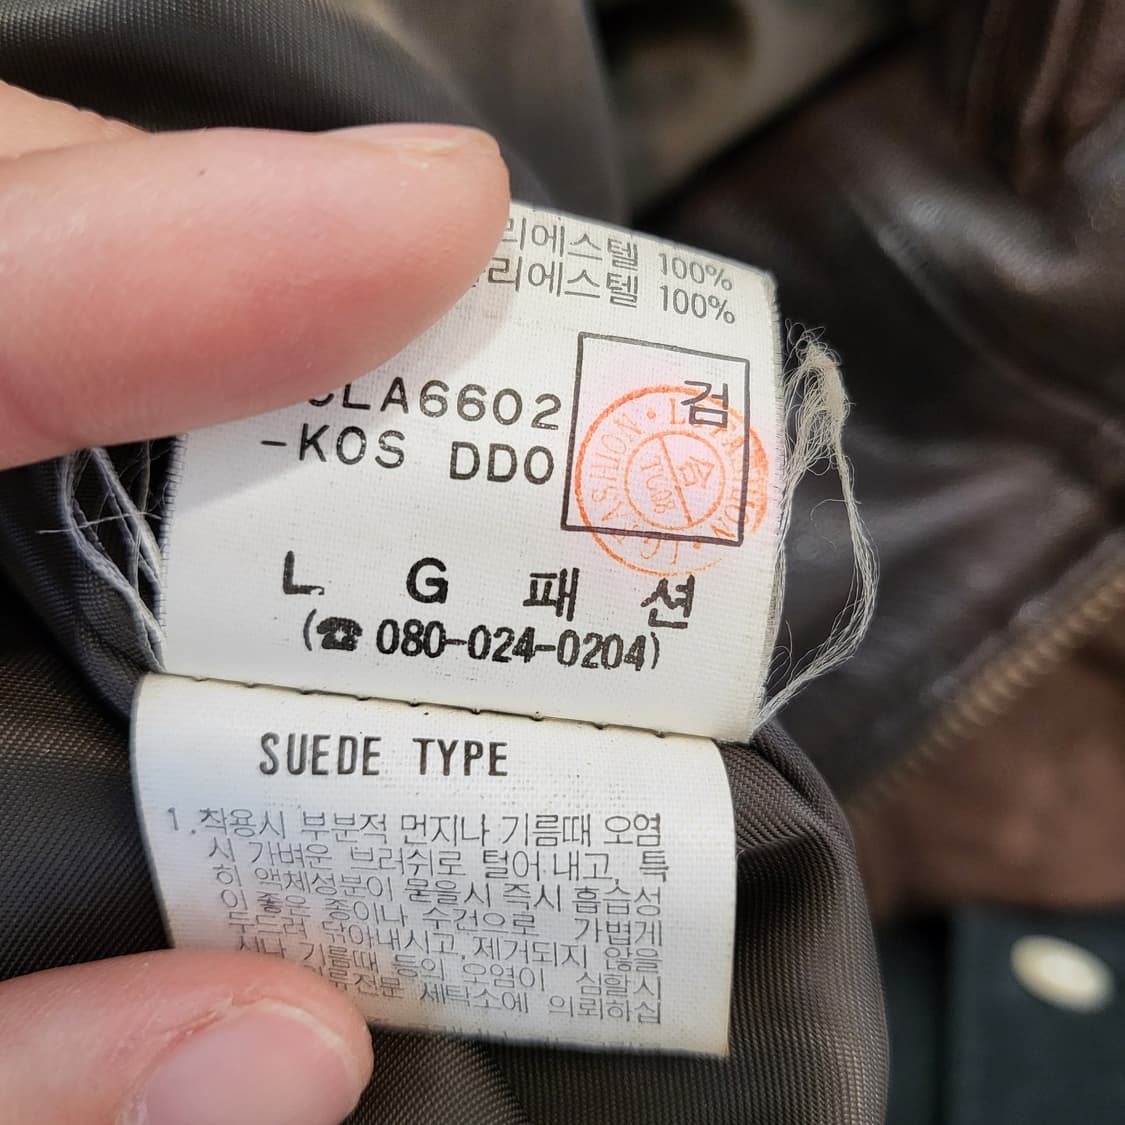 리에스텔 100%
리에스텔 100%
검
CLA6602
-KOS DDO
합
L G 패 션
(☎ 080-024-0204)
SUEDE TYPE
1.착용시 부분적 먼지나 기름때 오염
시 가벼운 브러쉬로 털어 내고, 특
히 액체성분이 묻을시 즉시 흡습성
이 좋은 종이나 수건으로 가볍게
두드려 닦아내시고, 제거되지 않을
시나 기름때 등의 오염이 심할시
전문 세탁소에 의뢰하십